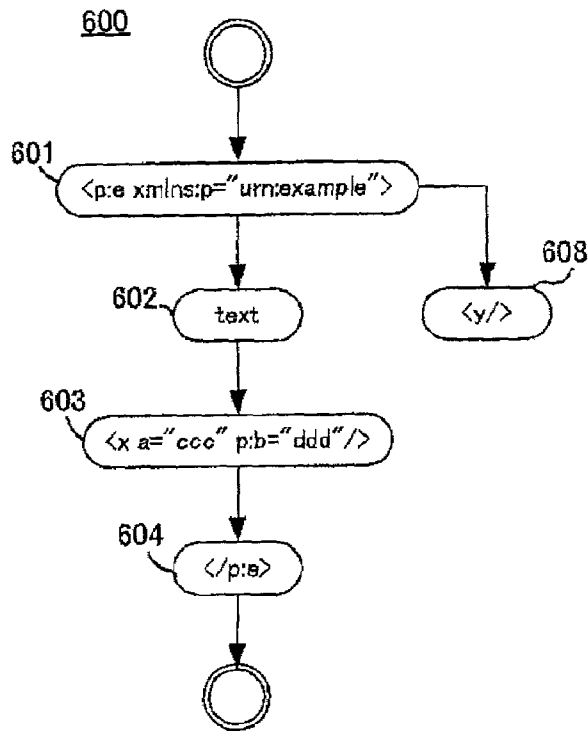 600
601
<p:e xmlns:p="urn:example">
608
602
text
<y/>
603
<x a="ccc" p:b="ddd"/>
604
</p:e>